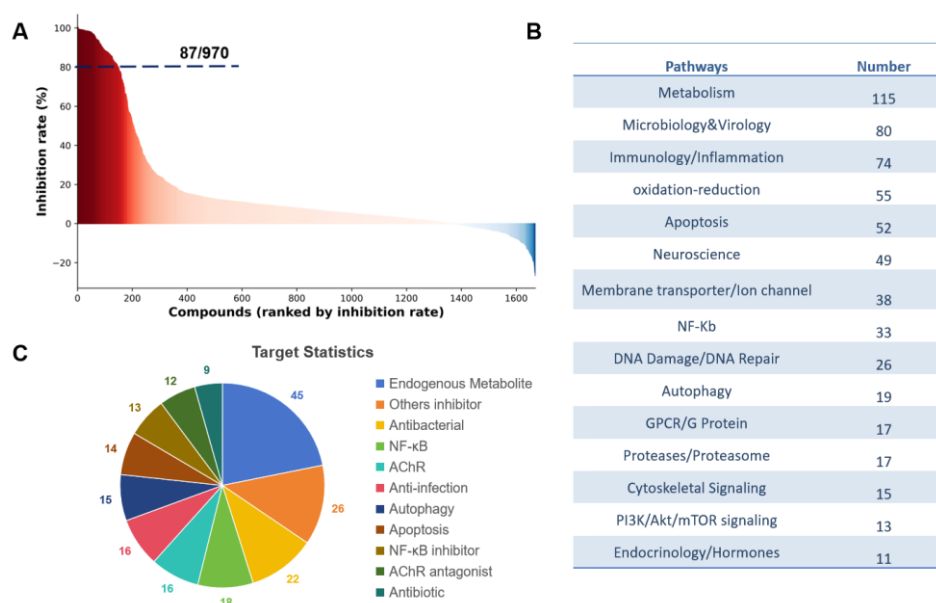 A
87/970
Inhibition rate (%)
100
80
60
40
20
0
−20
0 200 400 600 800 1000 1200 1400 1600
Compounds (ranked by inhibition rate)
B
Pathways Number
Metabolism 115
Microbiology&Virology 80
Immunology/Inflammation 74
oxidation-reduction 55
Apoptosis 52
Neuroscience 49
Membrane transporter/Ion channel 38
NF-Kb 33
DNA Damage/DNA Repair 26
Autophagy 19
GPCR/G Protein 17
Proteases/Proteasome 17
Cytoskeletal Signaling 15
PI3K/Akt/mTOR signaling 13
Endocrinology/Hormones 11
C
Target Statistics
45
26
22
18
16
16
15
14
13
12
9
Endogenous Metabolite
Others inhibitor
Antibacterial
NF-κB
AChR
Anti-infection
Autophagy
Apoptosis
NF-κB inhibitor
AChR antagonist
Antibiotic